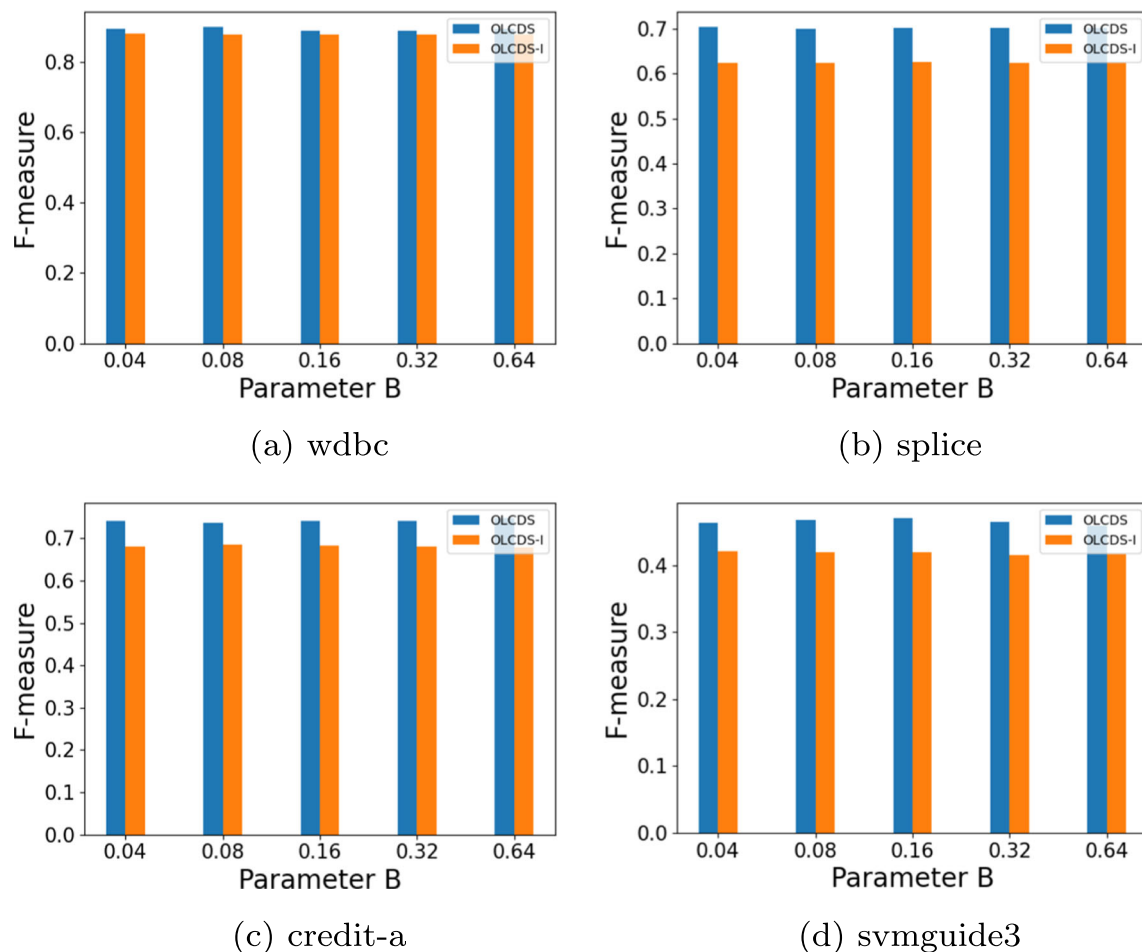 OLCDS
OLCDS-I
F-measure
0.8
0.6
0.4
0.2
0.0
0.04 0.08 0.16 0.32 0.64
Parameter B
(a) wdbc
OLCDS
OLCDS-I
F-measure
0.7
0.6
0.5
0.4
0.3
0.2
0.1
0.0
0.04 0.08 0.16 0.32 0.64
Parameter B
(b) splice
OLCDS
OLCDS-I
F-measure
0.7
0.6
0.5
0.4
0.3
0.2
0.1
0.0
0.04 0.08 0.16 0.32 0.64
Parameter B
(c) credit-a
OLCDS
OLCDS-I
F-measure
0.4
0.3
0.2
0.1
0.0
0.04 0.08 0.16 0.32 0.64
Parameter B
(d) svmguide3